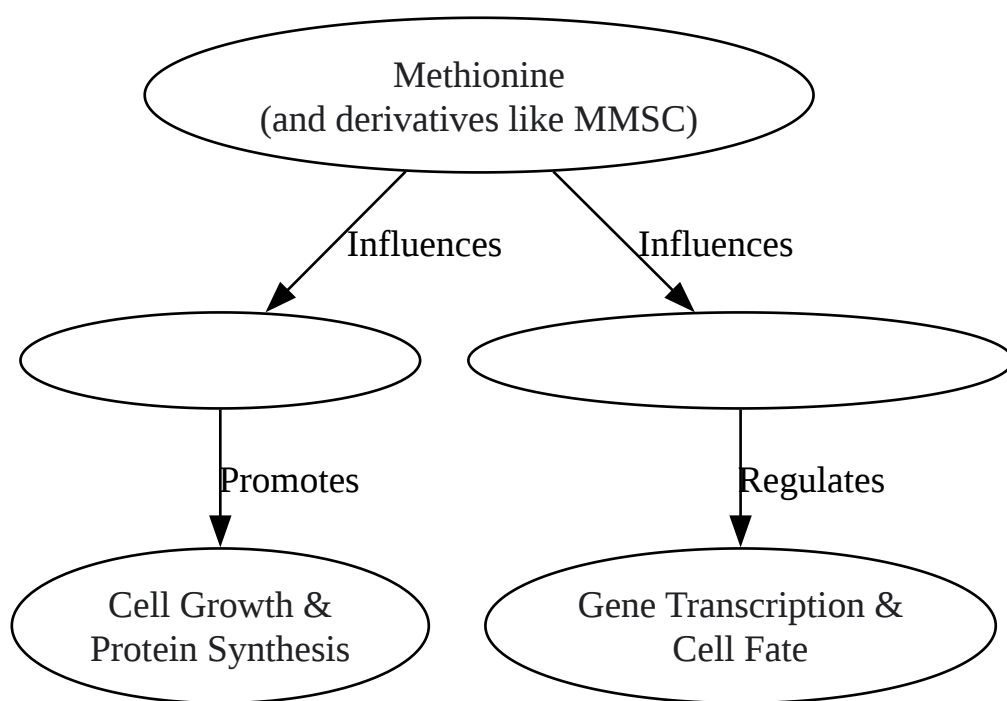 Methionine
(and derivatives like MMSC)
Influences
Influences
Promotes
Regulates
Cell Growth &
Protein Synthesis
Gene Transcription &
Cell Fate